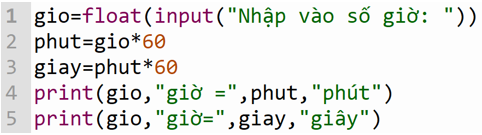 1 gio=float(input("Nhập vào số giờ: "))
2 phut=gio*60
3 giay=phut*60
4 print(gio,"giờ =",phut,"phút")
5 print(gio,"giờ=",giay,"giây")